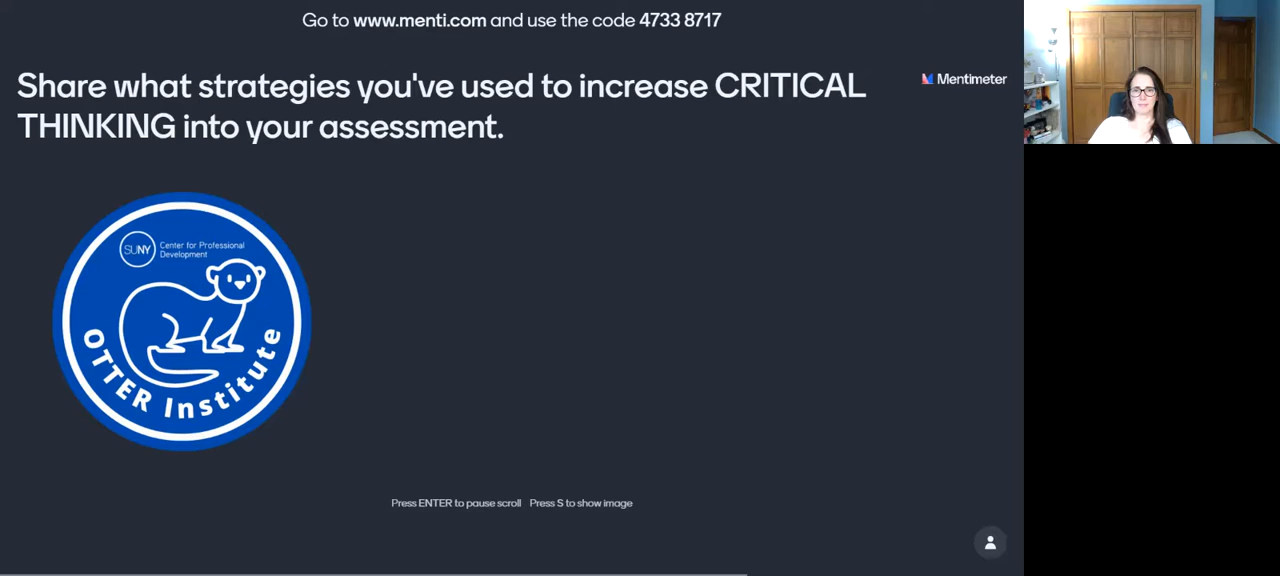 Go to www.menti.com and use the code 4733 8717
Share what strategies you've used to increase CRITICAL
THINKING into your assessment.
Mentimeter
SUNY
Center for Professional
Development
OTTER Institute
Press ENTER to pause scroll Press S to show image